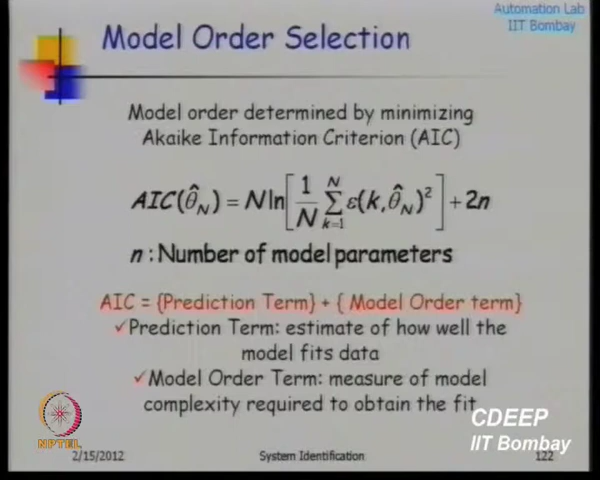 Automation Lab
IIT Bombay
Model Order Selection
Model order determined by minimizing
Akaike Information Criterion (AIC)
AIC(θ̂_N) = N ln[ 1/N Σ_{k=1}^{N} ε(k, θ̂_N)² ] + 2n
n : Number of model parameters
AIC = {Prediction Term} + { Model Order term}
✓Prediction Term: estimate of how well the
model fits data
✓Model Order Term: measure of model
complexity required to obtain the fit
NPTEL
CDEEP
IIT Bombay
2/15/2012
System Identification
122